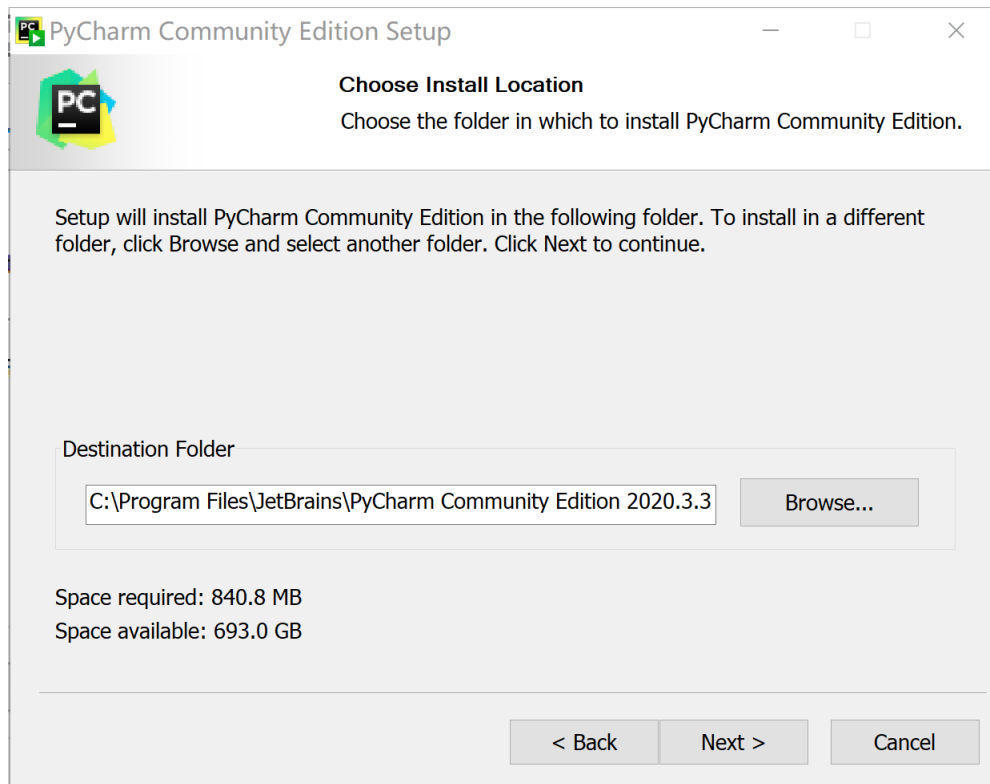 PyCharm Community Edition Setup
PC
Choose Install Location
Choose the folder in which to install PyCharm Community Edition.
PC
Setup will install PyCharm Community Edition in the following folder. To install in a different
folder, click Browse and select another folder. Click Next to continue.
Destination Folder
C:\Program Files\JetBrains\PyCharm Community Edition 2020.3.3
Browse...
Space required: 840.8 MB
Space available: 693.0 GB
< Back
Next >
Cancel